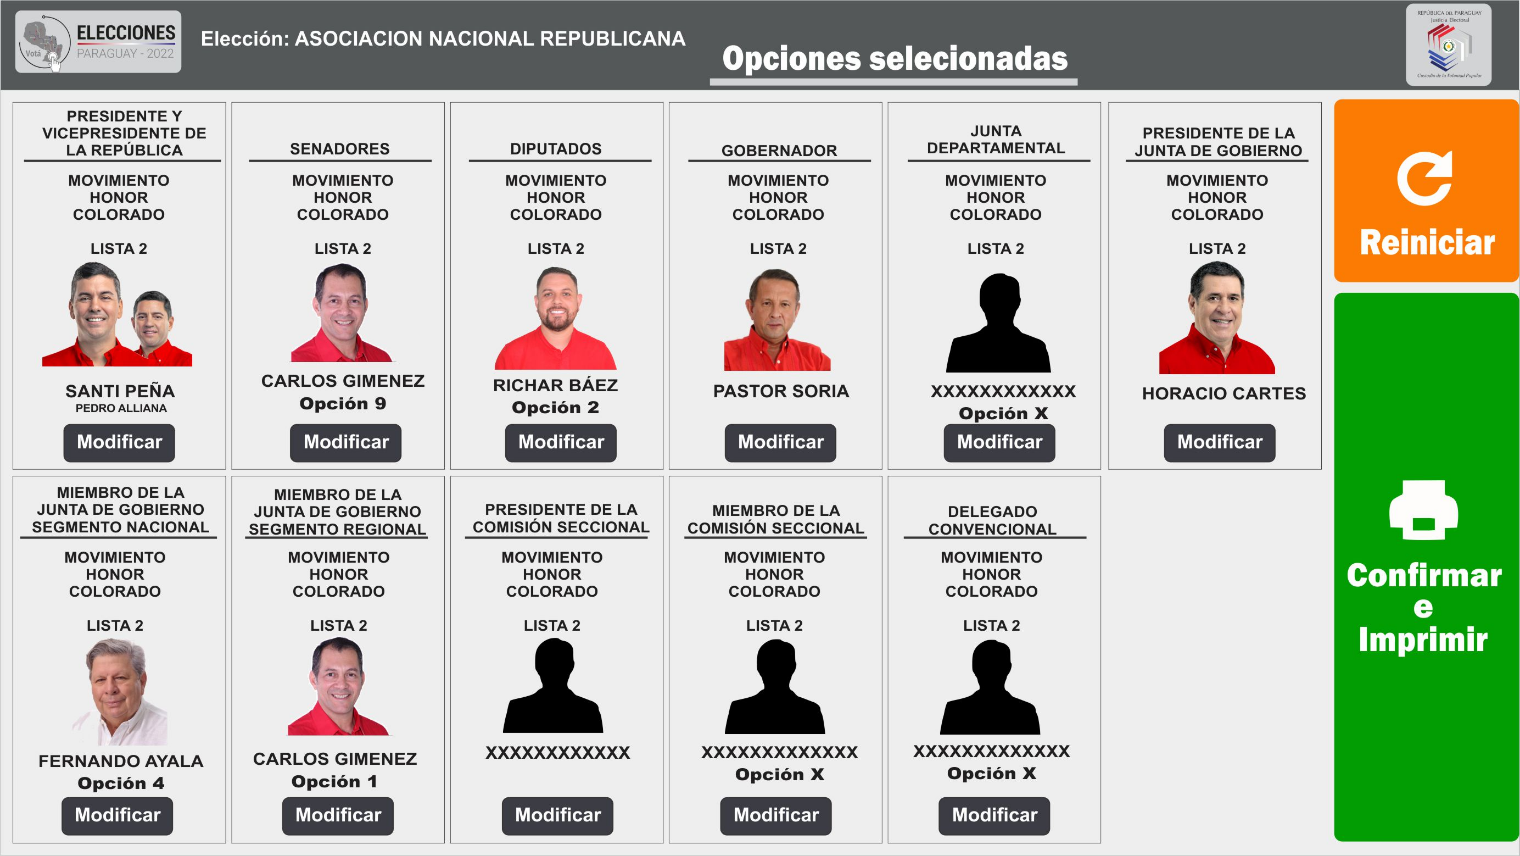 ELECCIONES
PARAGUAY - 2022
Votá
Elección: ASOCIACION NACIONAL REPUBLICANA
Opciones selecionadas
REPÚBLICA DEL PARAGUAY
Justicia Electoral
Custodio de la Voluntad Popular
PRESIDENTE Y
VICEPRESIDENTE DE
LA REPÚBLICA
MOVIMIENTO
HONOR
COLORADO
LISTA 2
SANTI PEÑA
PEDRO ALLIANA
Modificar
SENADORES
MOVIMIENTO
HONOR
COLORADO
LISTA 2
CARLOS GIMENEZ
Opción 9
Modificar
DIPUTADOS
MOVIMIENTO
HONOR
COLORADO
LISTA 2
RICHAR BÁEZ
Opción 2
Modificar
GOBERNADOR
MOVIMIENTO
HONOR
COLORADO
LISTA 2
PASTOR SORIA
Modificar
JUNTA
DEPARTAMENTAL
MOVIMIENTO
HONOR
COLORADO
LISTA 2
XXXXXXXXXXXX
Opción X
Modificar
PRESIDENTE DE LA
JUNTA DE GOBIERNO
MOVIMIENTO
HONOR
COLORADO
LISTA 2
HORACIO CARTES
Modificar
Reiniciar
MIEMBRO DE LA
JUNTA DE GOBIERNO
SEGMENTO NACIONAL
MOVIMIENTO
HONOR
COLORADO
LISTA 2
FERNANDO AYALA
Opción 4
Modificar
MIEMBRO DE LA
JUNTA DE GOBIERNO
SEGMENTO REGIONAL
MOVIMIENTO
HONOR
COLORADO
LISTA 2
CARLOS GIMENEZ
Opción 1
Modificar
PRESIDENTE DE LA
COMISIÓN SECCIONAL
MOVIMIENTO
HONOR
COLORADO
LISTA 2
XXXXXXXXXXXX
Modificar
MIEMBRO DE LA
COMISIÓN SECCIONAL
MOVIMIENTO
HONOR
COLORADO
LISTA 2
XXXXXXXXXXXXX
Opción X
Modificar
DELEGADO
CONVENCIONAL
MOVIMIENTO
HONOR
COLORADO
LISTA 2
XXXXXXXXXXXXX
Opción X
Modificar
Confirmar
e
Imprimir